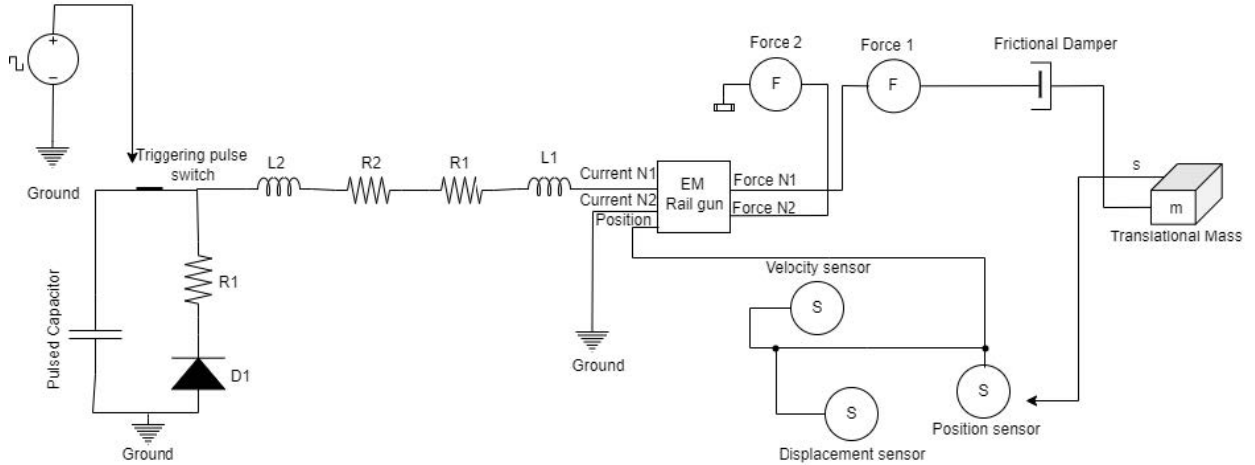 Force 2
Force 1
Frictional Damper
F
F
+
−
Triggering pulse
switch
Ground
L2
R2
R1
L1
Current N1
Current N2
Position
EM
Rail gun
Force N1
Force N2
s
m
Translational Mass
Pulsed Capacitor
R1
D1
Ground
Ground
Velocity sensor
S
S
Displacement sensor
S
Position sensor